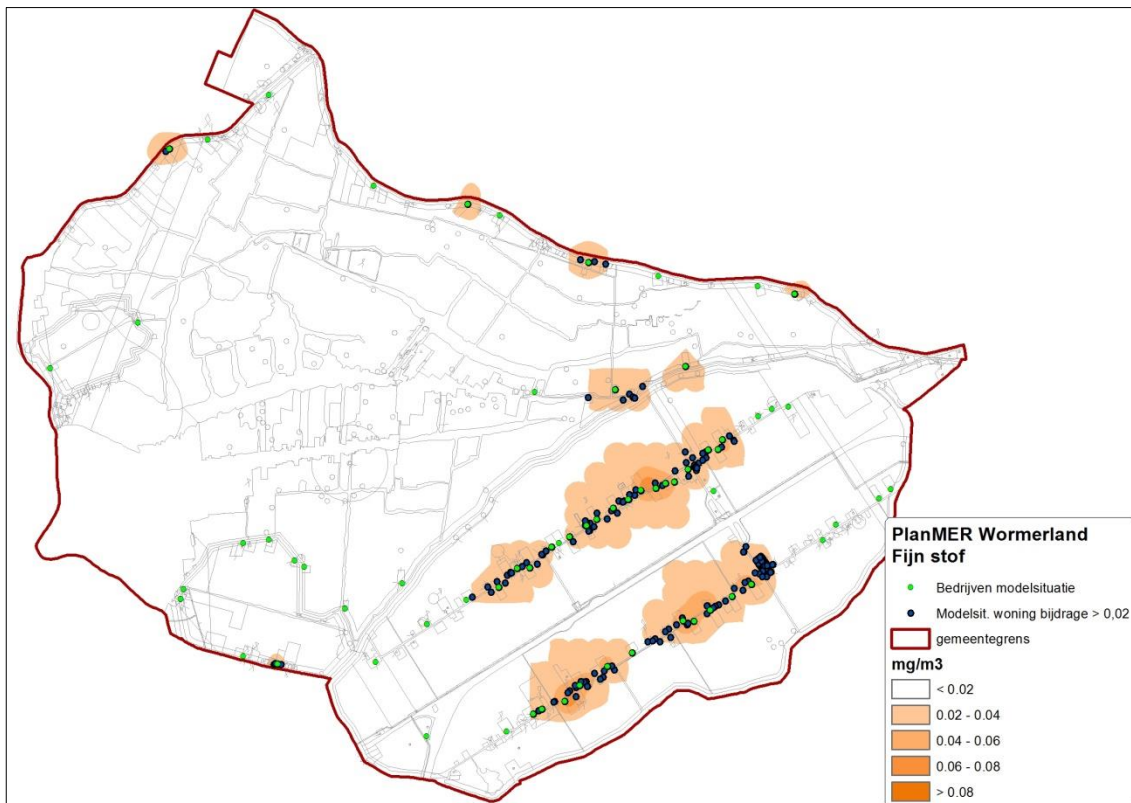 PlanMER Wormerland
Fijn stof
Bedrijven modelsituatie
Modelsit. woning bijdrage > 0,02
gemeentegrens
mg/m3
< 0.02
0.02 - 0.04
0.04 - 0.06
0.06 - 0.08
> 0.08